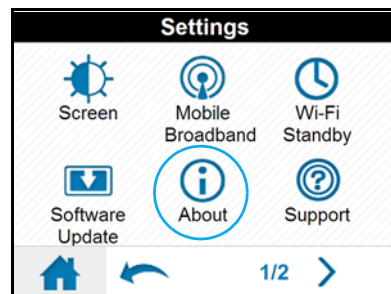 Settings
Screen
Mobile
Broadband
Wi-Fi
Standby
Software
Update
About
Support
1/2